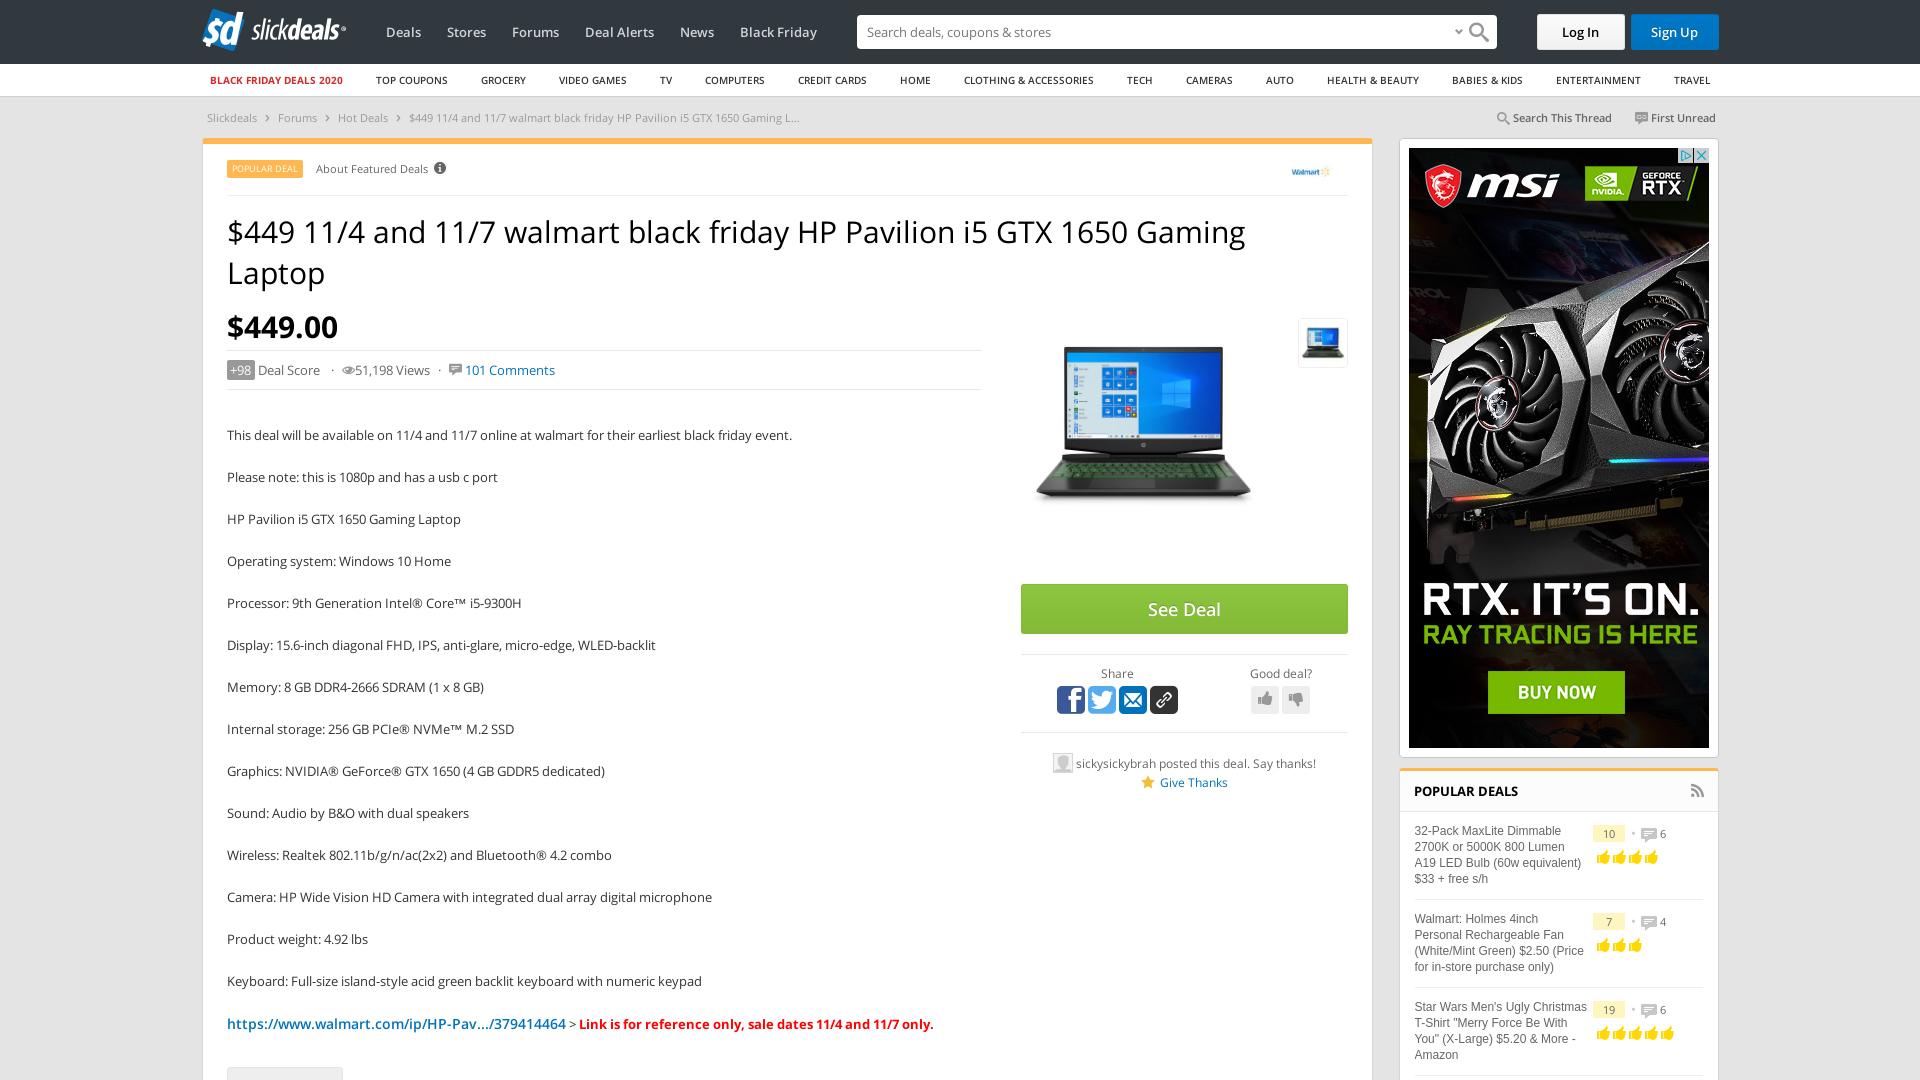 slickdeals
Deals
Stores
Forums
Deal Alerts
News
Black Friday
Search deals, coupons & stores
Log In
Sign Up
BLACK FRIDAY DEALS 2020
TOP COUPONS
GROCERY
VIDEO GAMES
TV
COMPUTERS
CREDIT CARDS
HOME
CLOTHING & ACCESSORIES
TECH
CAMERAS
AUTO
HEALTH & BEAUTY
BABIES & KIDS
ENTERTAINMENT
TRAVEL
Slickdeals > Forums > Hot Deals > $449 11/4 and 11/7 walmart black friday HP Pavilion i5 GTX 1650 Gaming L...
Search This Thread
First Unread
POPULAR DEAL
About Featured Deals
Walmart
$449 11/4 and 11/7 walmart black friday HP Pavilion i5 GTX 1650 Gaming
Laptop
$449.00
+98 Deal Score · 51,198 Views · 101 Comments
This deal will be available on 11/4 and 11/7 online at walmart for their earliest black friday event.
Please note: this is 1080p and has a usb c port
HP Pavilion i5 GTX 1650 Gaming Laptop
Operating system: Windows 10 Home
Processor: 9th Generation Intel® Core™ i5-9300H
Display: 15.6-inch diagonal FHD, IPS, anti-glare, micro-edge, WLED-backlit
Memory: 8 GB DDR4-2666 SDRAM (1 x 8 GB)
Internal storage: 256 GB PCIe® NVMe™ M.2 SSD
Graphics: NVIDIA® GeForce® GTX 1650 (4 GB GDDR5 dedicated)
Sound: Audio by B&O with dual speakers
Wireless: Realtek 802.11b/g/n/ac(2x2) and Bluetooth® 4.2 combo
Camera: HP Wide Vision HD Camera with integrated dual array digital microphone
Product weight: 4.92 lbs
Keyboard: Full-size island-style acid green backlit keyboard with numeric keypad
https://www.walmart.com/ip/HP-Pav.../379414464 > Link is for reference only, sale dates 11/4 and 11/7 only.
See Deal
Share
Good deal?
sickysickybrah posted this deal. Say thanks!
Give Thanks
msi
NVIDIA
GEFORCE
RTX
RTX. IT'S ON.
RAY TRACING IS HERE
BUY NOW
POPULAR DEALS
32-Pack MaxLite Dimmable
2700K or 5000K 800 Lumen
A19 LED Bulb (60w equivalent)
$33 + free s/h
10 • 6
Walmart: Holmes 4inch
Personal Rechargeable Fan
(White/Mint Green) $2.50 (Price
for in-store purchase only)
7 • 4
Star Wars Men's Ugly Christmas
T-Shirt "Merry Force Be With
You" (X-Large) $5.20 & More -
Amazon
19 • 6